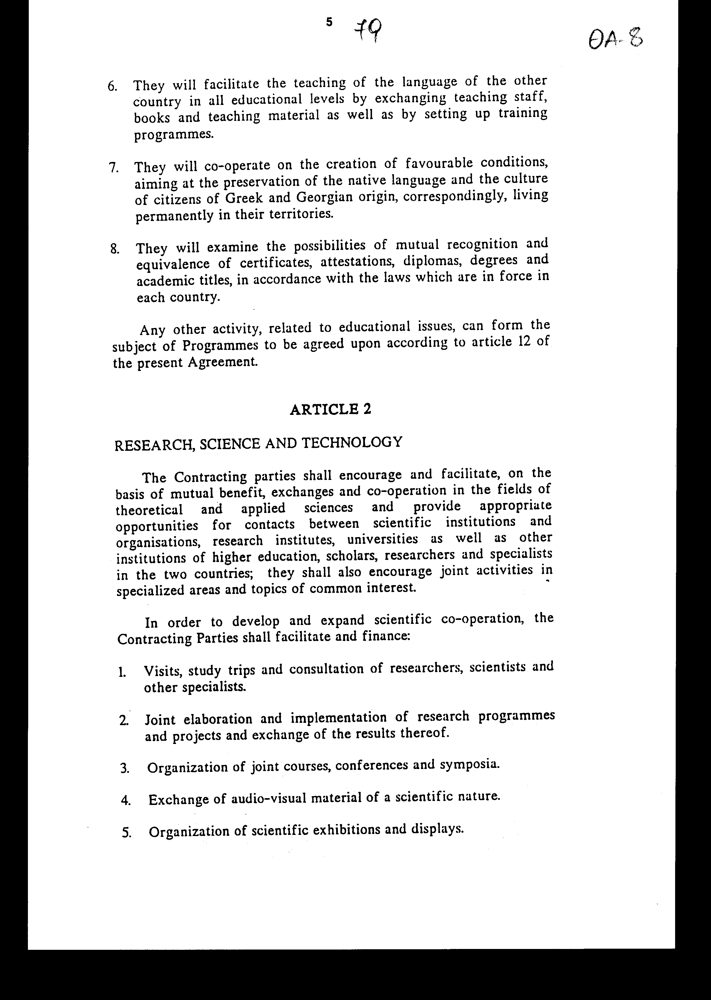 5 79
ΘΑ-8
6. They will facilitate the teaching of the language of the other
country in all educational levels by exchanging teaching staff,
books and teaching material as well as by setting up training
programmes.
7. They will co-operate on the creation of favourable conditions,
aiming at the preservation of the native language and the culture
of citizens of Greek and Georgian origin, correspondingly, living
permanently in their territories.
8. They will examine the possibilities of mutual recognition and
equivalence of certificates, attestations, diplomas, degrees and
academic titles, in accordance with the laws which are in force in
each country.
Any other activity, related to educational issues, can form the
subject of Programmes to be agreed upon according to article 12 of
the present Agreement.
ARTICLE 2
RESEARCH, SCIENCE AND TECHNOLOGY
The Contracting parties shall encourage and facilitate, on the
basis of mutual benefit, exchanges and co-operation in the fields of
theoretical and applied sciences and provide appropriate
opportunities for contacts between scientific institutions and
organisations, research institutes, universities as well as other
institutions of higher education, scholars, researchers and specialists
in the two countries; they shall also encourage joint activities in
specialized areas and topics of common interest.
In order to develop and expand scientific co-operation, the
Contracting Parties shall facilitate and finance:
1. Visits, study trips and consultation of researchers, scientists and
other specialists.
2. Joint elaboration and implementation of research programmes
and projects and exchange of the results thereof.
3. Organization of joint courses, conferences and symposia.
4. Exchange of audio-visual material of a scientific nature.
5. Organization of scientific exhibitions and displays.